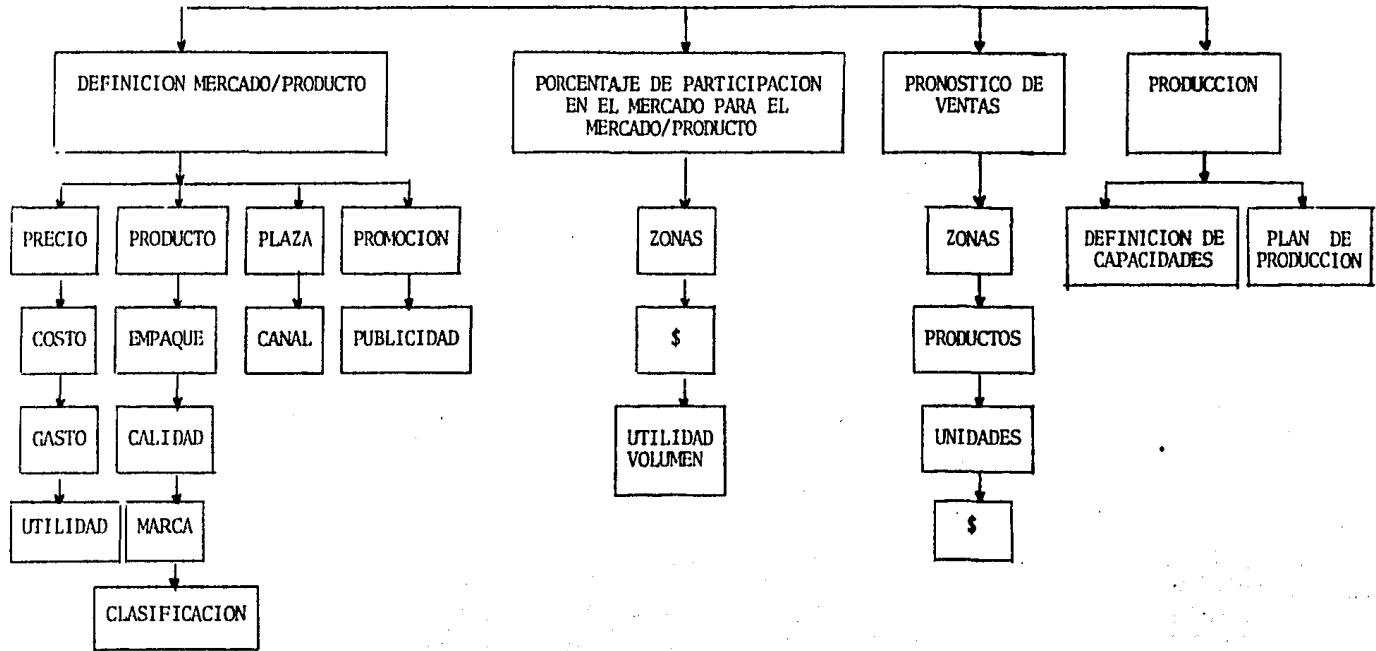 DEFINICION MERCADO/PRODUCTO
PORCENTAJE DE PARTICIPACION
EN EL MERCADO PARA EL
MERCADO/PRODUCTO
PRONOSTICO DE
VENTAS
PRODUCCION
PRECIO
PRODUCTO
PLAZA
PROMOCION
ZONAS
ZONAS
DEFINICION DE
CAPACIDADES
PLAN DE
PRODUCCION
COSTO
EMPAQUE
CANAL
PUBLICIDAD
$
PRODUCTOS
GASTO
CALIDAD
UTILIDAD
VOLUMEN
UNIDADES
UTILIDAD
MARCA
$
CLASIFICACION